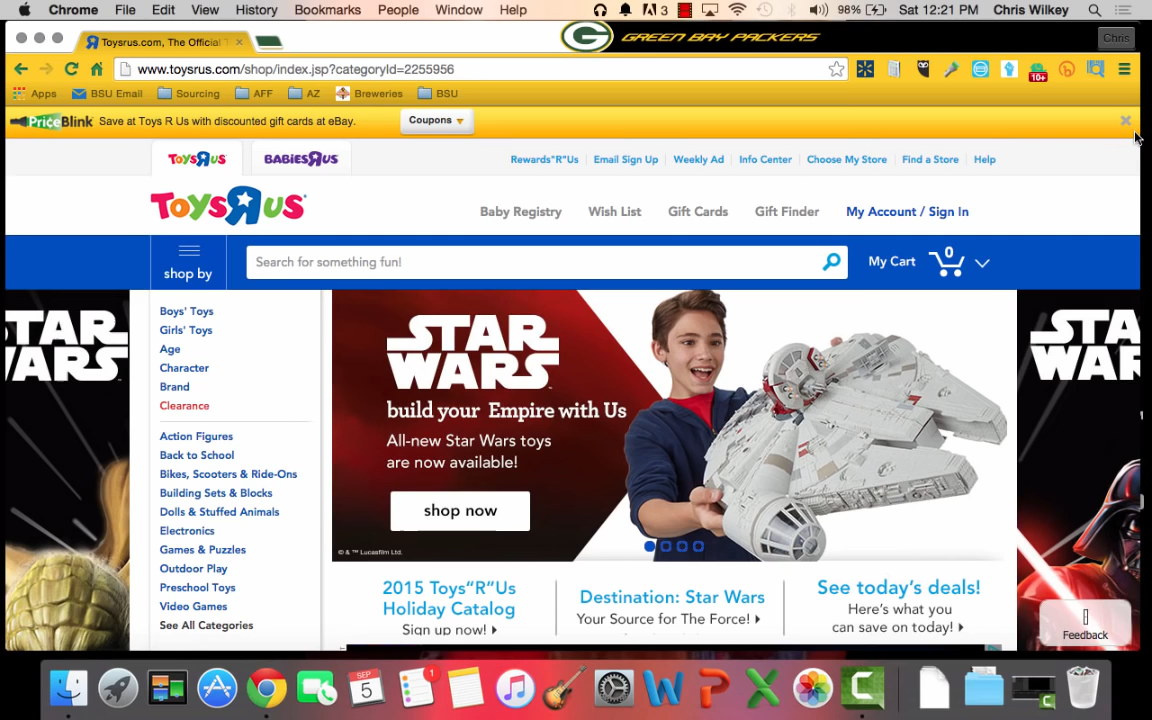 Chrome File Edit View History Bookmarks People Window Help 3 98% Sat 12:21 PM Chris Wilkey
Toysrus.com, The Official T
G GREEN BAY PACKERS
Chris
www.toysrus.com/shop/index.jsp?categoryId=2255956
10+
Apps BSU Email Sourcing AFF AZ Breweries BSU
PriceBlink Save at Toys R Us with discounted gift cards at eBay. Coupons
TOYSRUS BABIESRUS Rewards"R"Us Email Sign Up Weekly Ad Info Center Choose My Store Find a Store Help
TOYSRUS Baby Registry Wish List Gift Cards Gift Finder My Account / Sign In
shop by
Search for something fun!
My Cart 0
Boys' Toys
Girls' Toys
Age
Character
Brand
Clearance
Action Figures
Back to School
Bikes, Scooters & Ride-Ons
Building Sets & Blocks
Dolls & Stuffed Animals
Electronics
Games & Puzzles
Outdoor Play
Preschool Toys
Video Games
See All Categories
STAR
WARS
STAR
WARS
build your Empire with Us
All-new Star Wars toys
are now available!
shop now
© & ™ Lucasfilm Ltd.
STA
WAR
2015 Toys"R"Us
Holiday Catalog
Sign up now!
Destination: Star Wars
Your Source for The Force!
See today's deals!
Here's what you
can save on today!
Feedback
SEP
5
1
W P X C